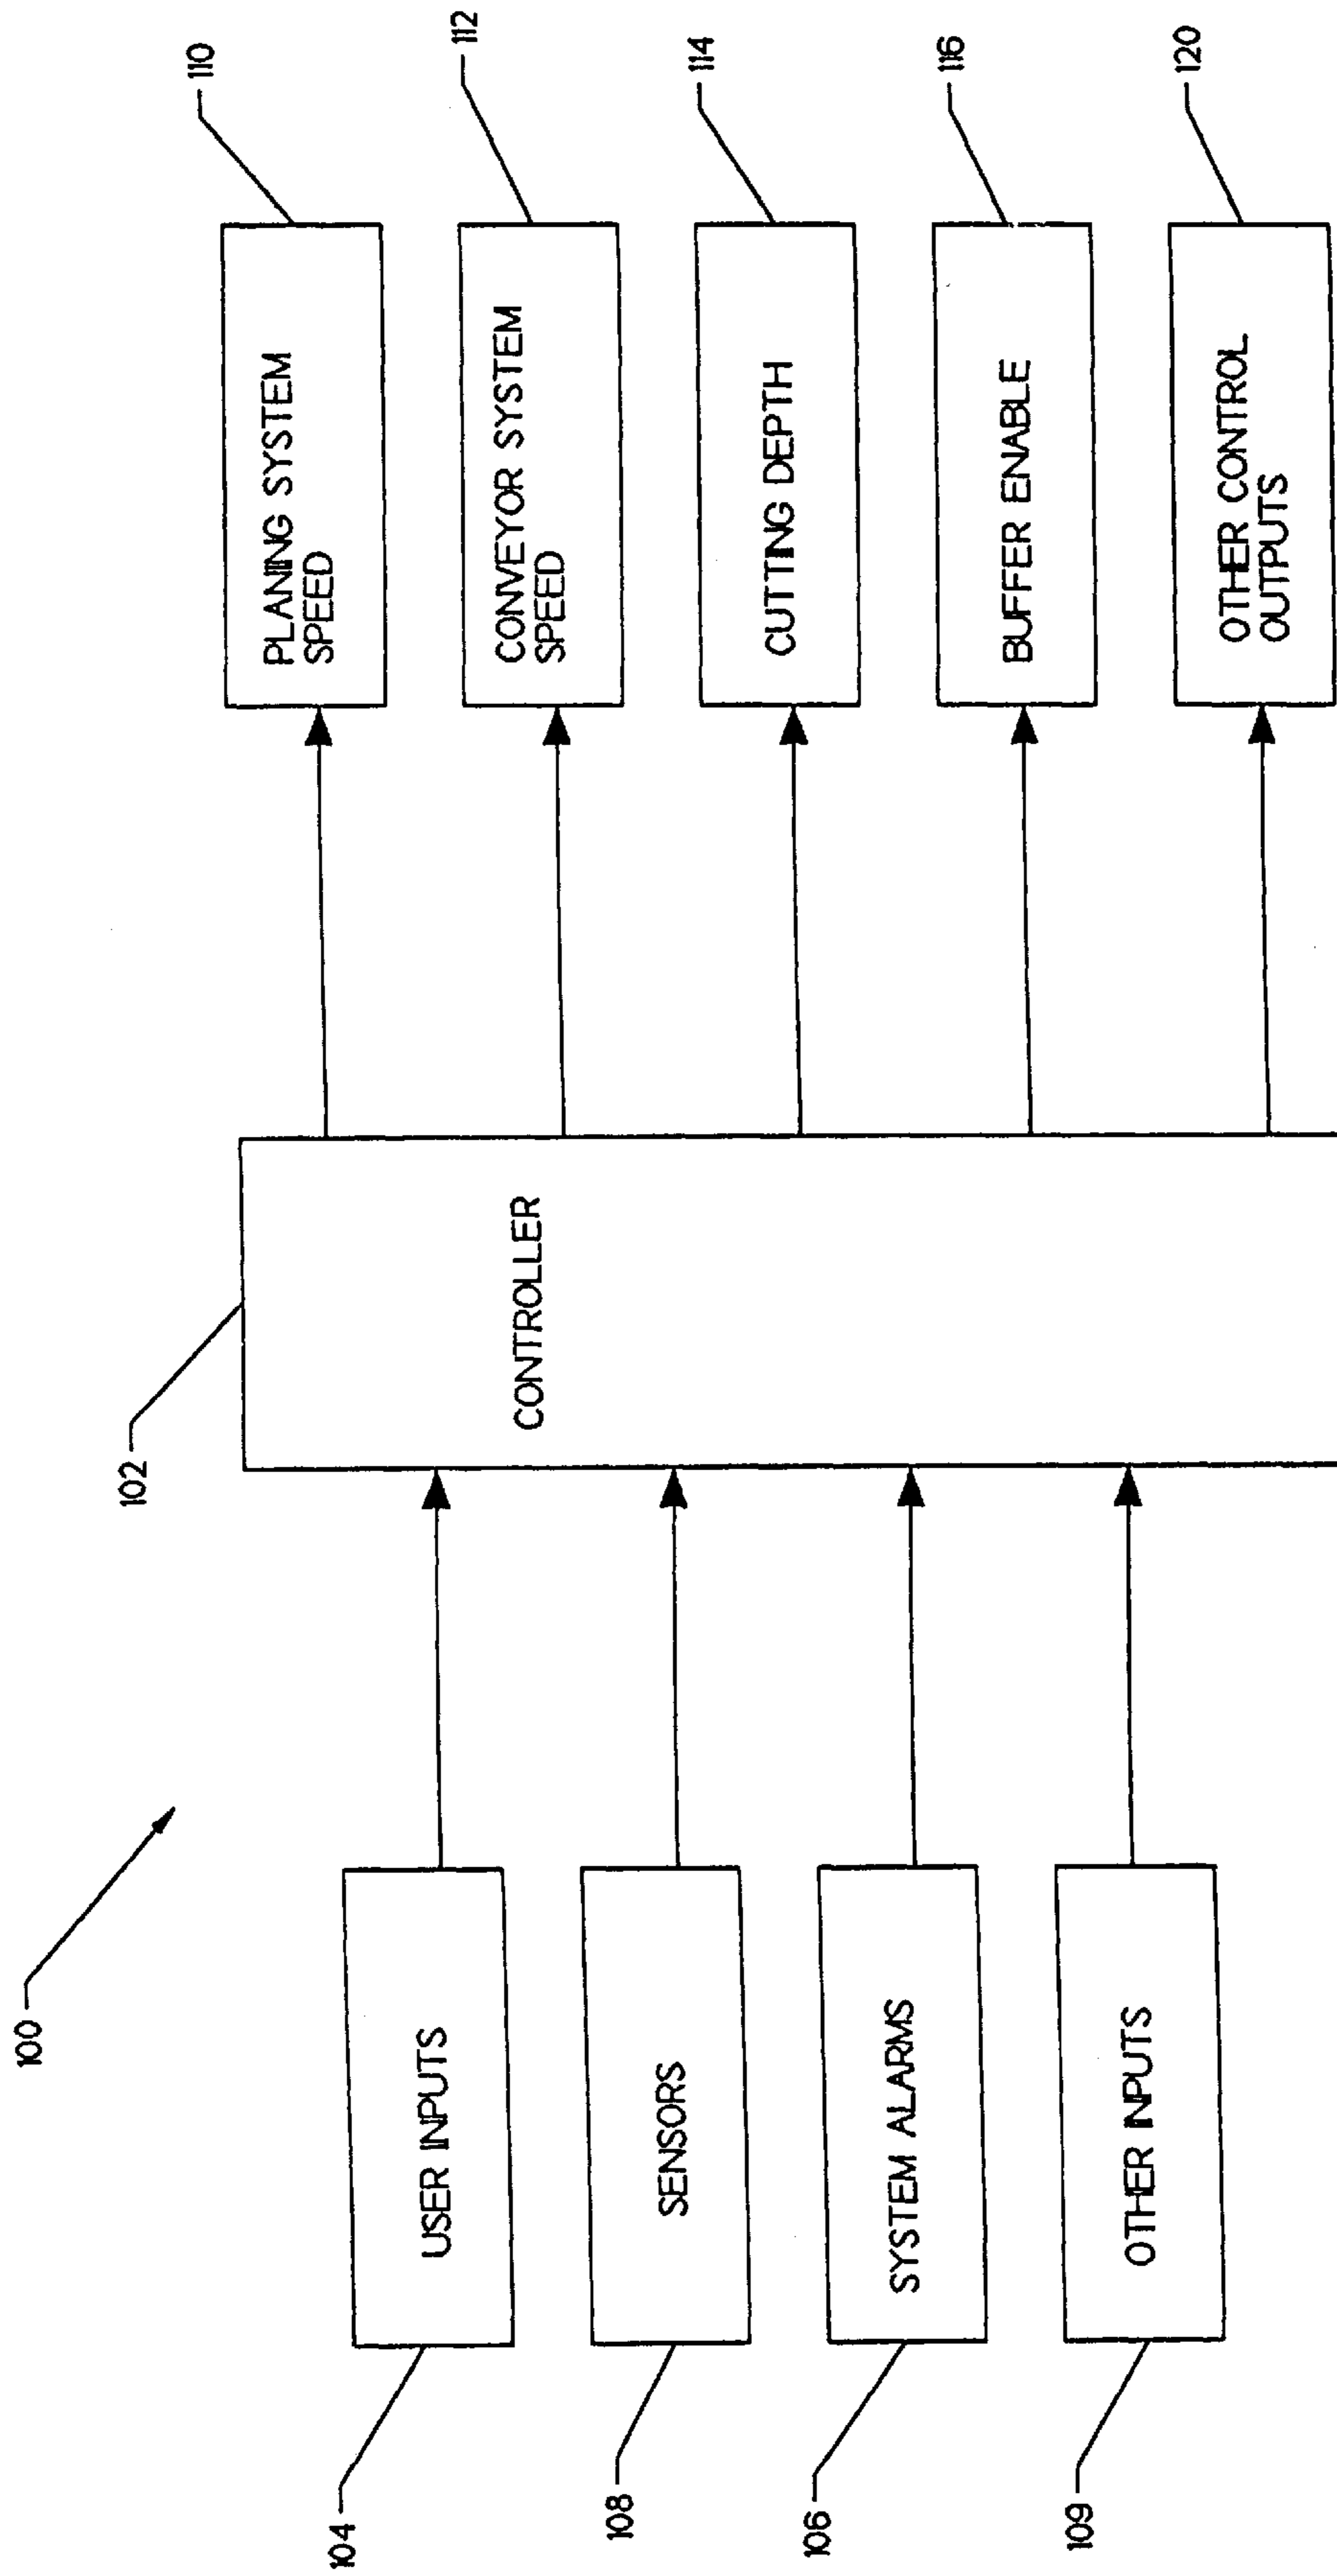 100
102
104
USER INPUTS
108
SENSORS
106
SYSTEM ALARMS
109
OTHER INPUTS
CONTROLLER
PLANING SYSTEM
SPEED
110
CONVEYOR SYSTEM
SPEED
112
CUTTING DEPTH
114
BUFFER ENABLE
116
OTHER CONTROL
OUTPUTS
120